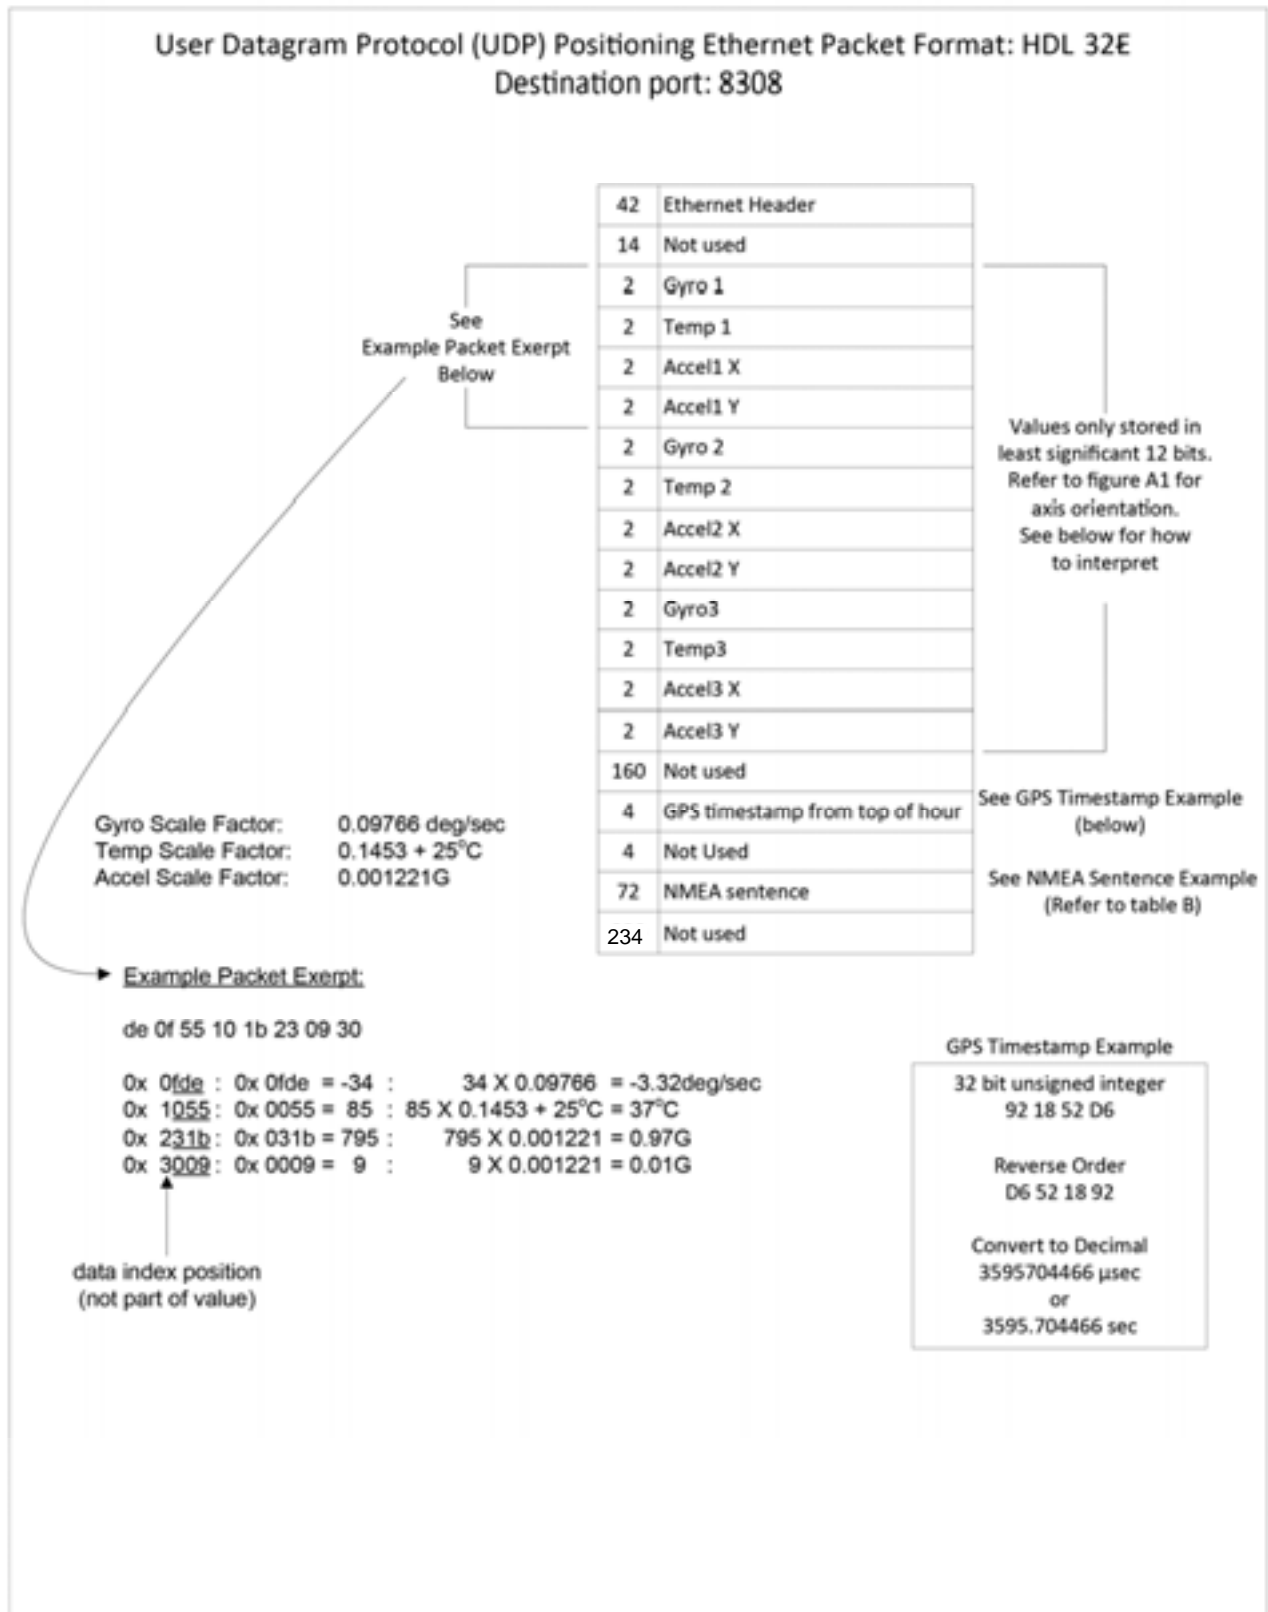 User Datagram Protocol (UDP) Positioning Ethernet Packet Format: HDL 32E
Destination port: 8308
42 Ethernet Header
14 Not used
2 Gyro 1
2 Temp 1
2 Accel1 X
2 Accel1 Y
2 Gyro 2
2 Temp 2
2 Accel2 X
2 Accel2 Y
2 Gyro3
2 Temp3
2 Accel3 X
2 Accel3 Y
160 Not used
4 GPS timestamp from top of hour
4 Not Used
72 NMEA sentence
234 Not used
See
Example Packet Exerpt
Below
Values only stored in
least significant 12 bits.
Refer to figure A1 for
axis orientation.
See below for how
to interpret
See GPS Timestamp Example
(below)
See NMEA Sentence Example
(Refer to table B)
Gyro Scale Factor: 0.09766 deg/sec
Temp Scale Factor: 0.1453 + 25°C
Accel Scale Factor: 0.001221G
Example Packet Exerpt:
de 0f 55 10 1b 23 09 30
0x 0fde : 0x 0fde = -34 : 34 X 0.09766 = -3.32deg/sec
0x 1055 : 0x 0055 = 85 : 85 X 0.1453 + 25°C = 37°C
0x 231b : 0x 031b = 795 : 795 X 0.001221 = 0.97G
0x 3009 : 0x 0009 = 9 : 9 X 0.001221 = 0.01G
data index position
(not part of value)
GPS Timestamp Example
32 bit unsigned integer
92 18 52 D6
Reverse Order
D6 52 18 92
Convert to Decimal
3595704466 µsec
or
3595.704466 sec